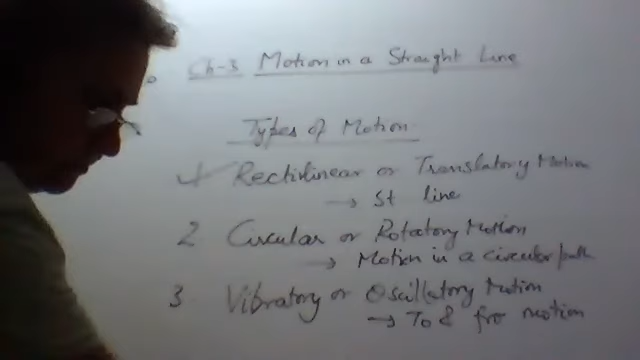 Ch-3 Motion in a Straight Line
Types of Motion
1 Rectilinear or Translatory Motion
→ St line
2 Circular or Rotatory Motion
→ Motion in a circular path
3 Vibratory or Oscillatory Motion
→ To & fro motion